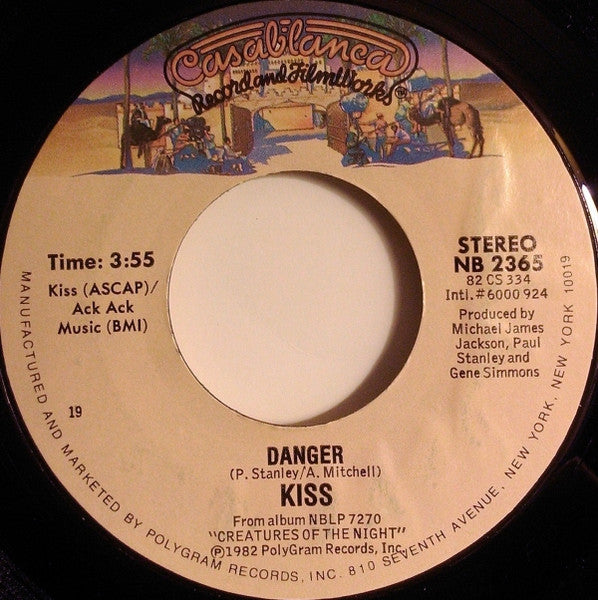 Casablanca
Record and FilmWorks™
Time: 3:55
Kiss (ASCAP)/
Ack Ack
Music (BMI)
19
STEREO
NB 2365
82 CS 334
Intl.#6000 924
Produced by
Michael James
Jackson, Paul
Stanley and
Gene Simmons
DANGER
(P. Stanley/A. Mitchell)
KISS
From album NBLP 7270
"CREATURES OF THE NIGHT"
Ⓟ1982 PolyGram Records, Inc.
MANUFACTURED AND MARKETED BY POLYGRAM RECORDS, INC. 810 SEVENTH AVENUE, NEW YORK, NEW YORK 10019